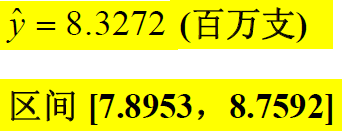 ŷ = 8.3272 (百万支)
区间 [7.8953，8.7592]